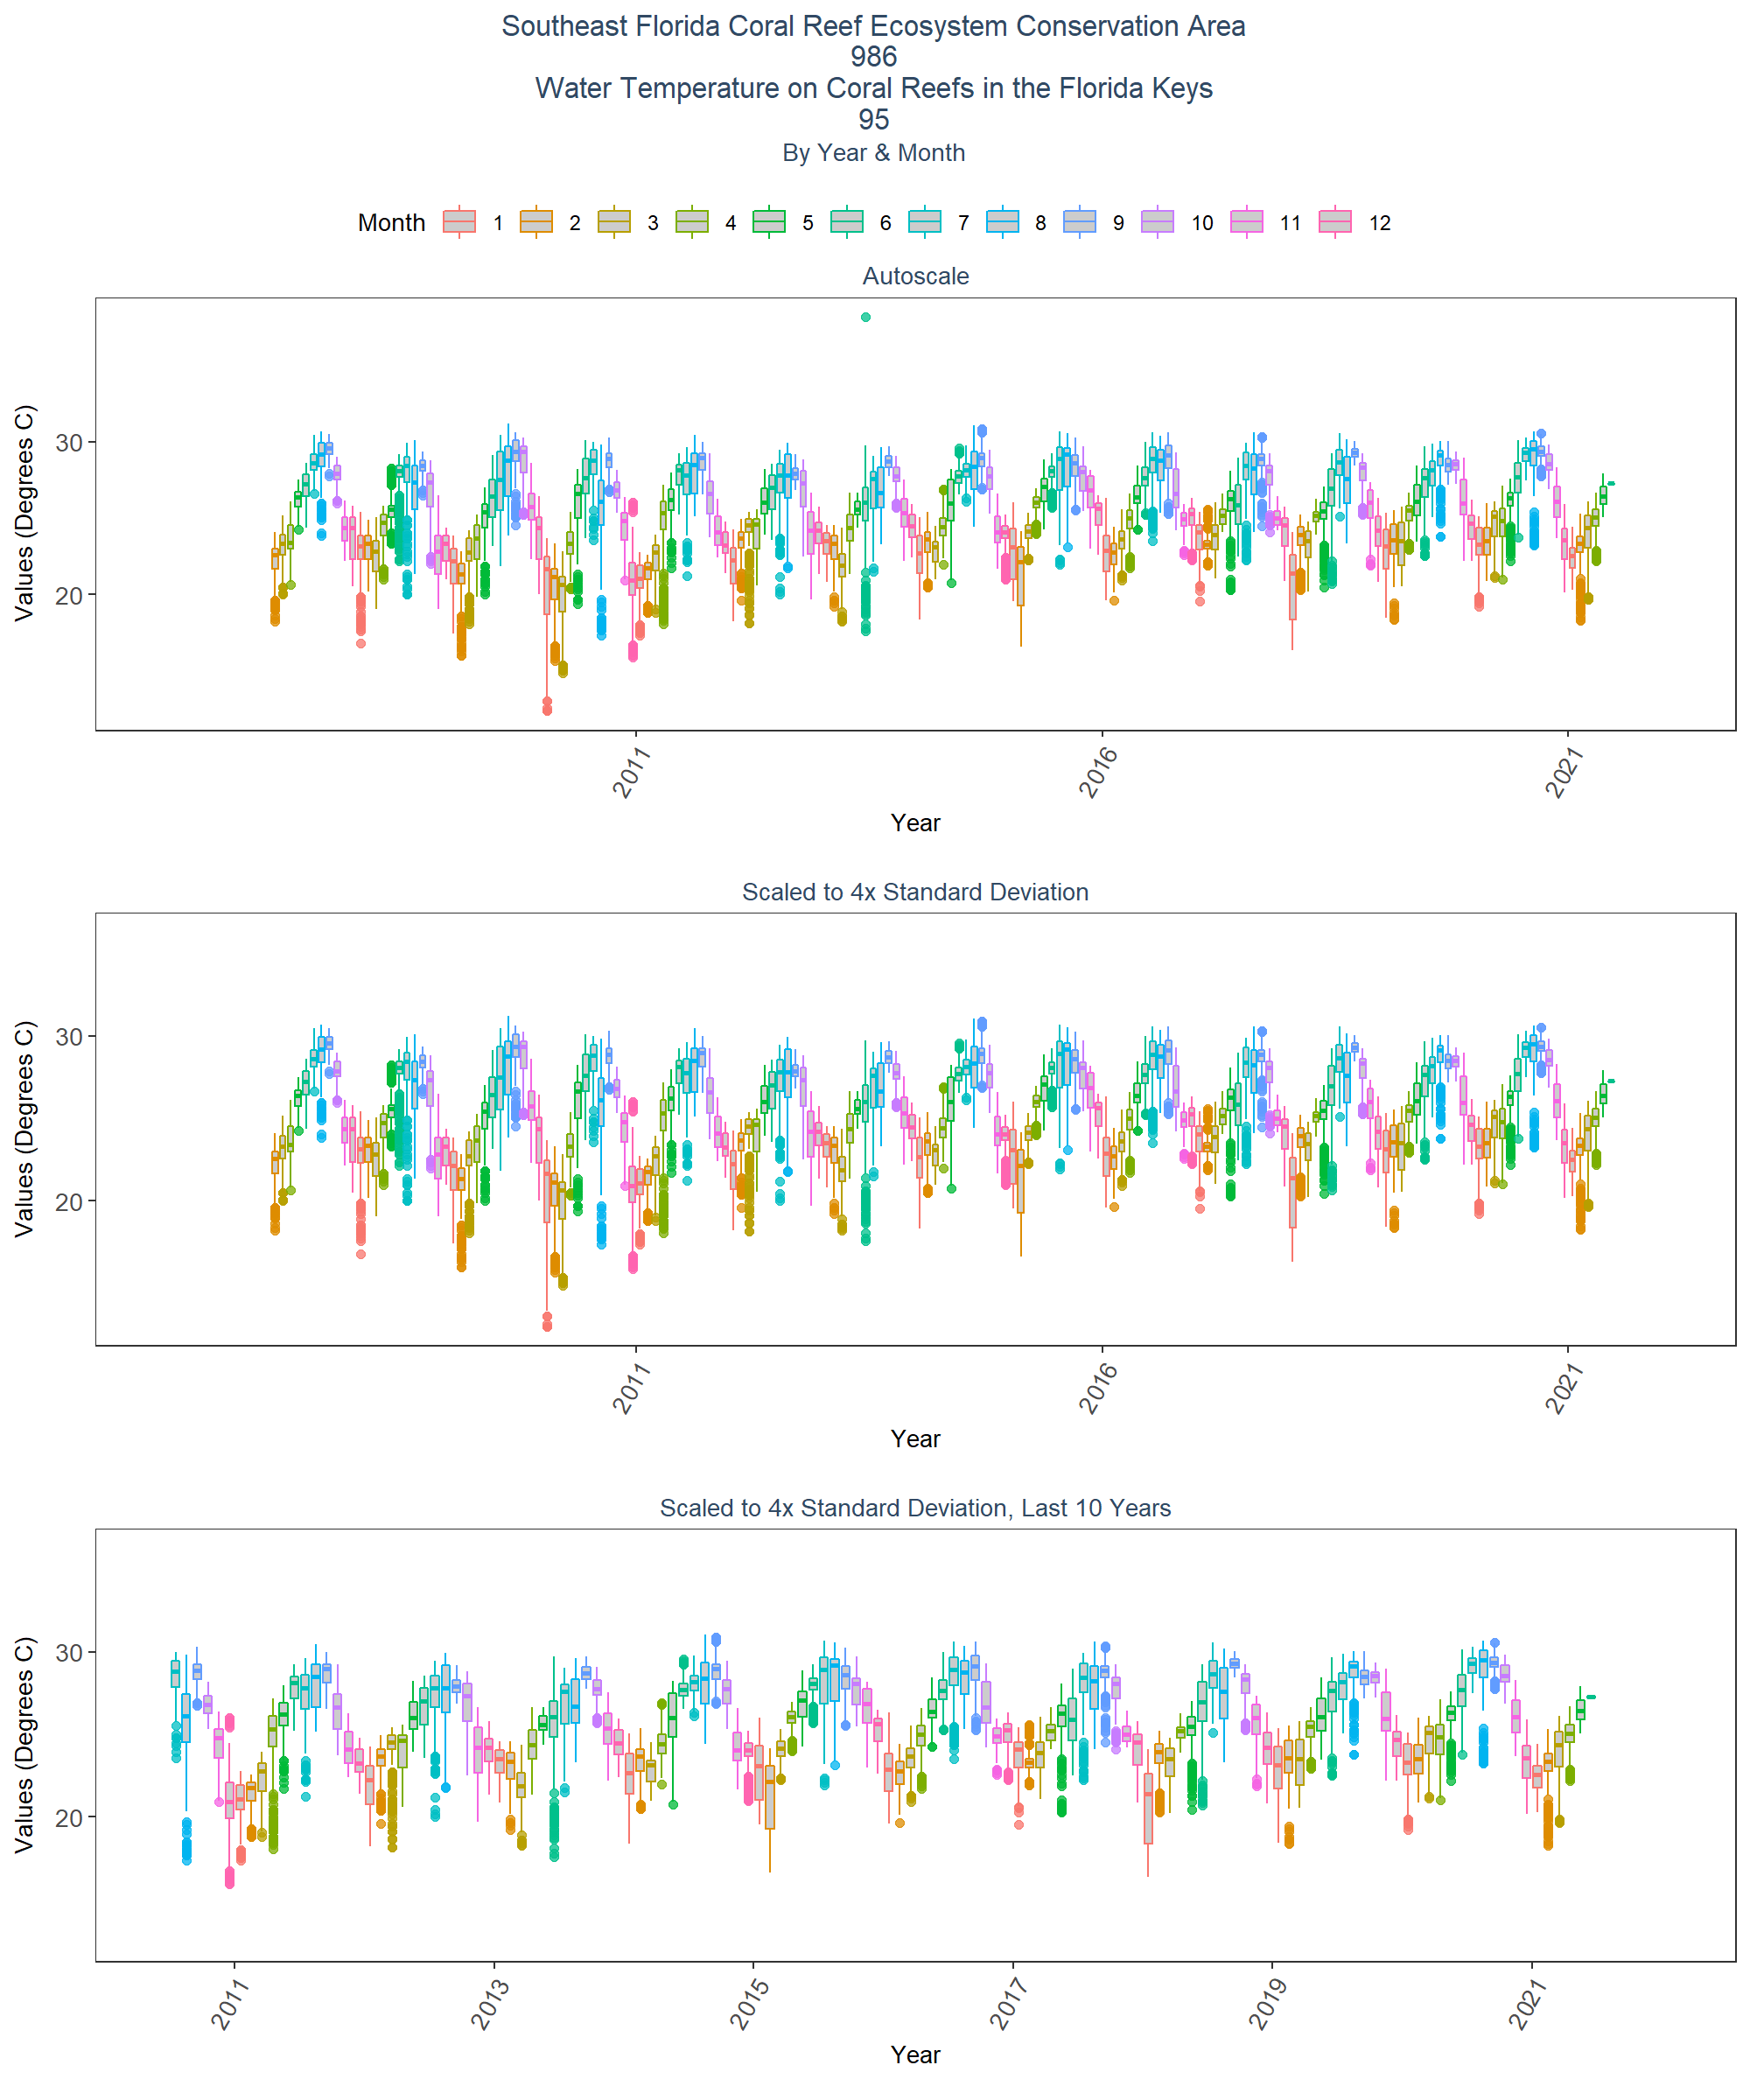 Southeast Florida Coral Reef Ecosystem Conservation Area
986
Water Temperature on Coral Reefs in the Florida Keys
95
By Year & Month
Month 1 2 3 4 5 6 7 8 9 10 11 12
Autoscale
Values (Degrees C)
30
20
2011 2016 2021
Year
Scaled to 4x Standard Deviation
Values (Degrees C)
30
20
2011 2016 2021
Year
Scaled to 4x Standard Deviation, Last 10 Years
Values (Degrees C)
30
20
2011 2013 2015 2017 2019 2021
Year